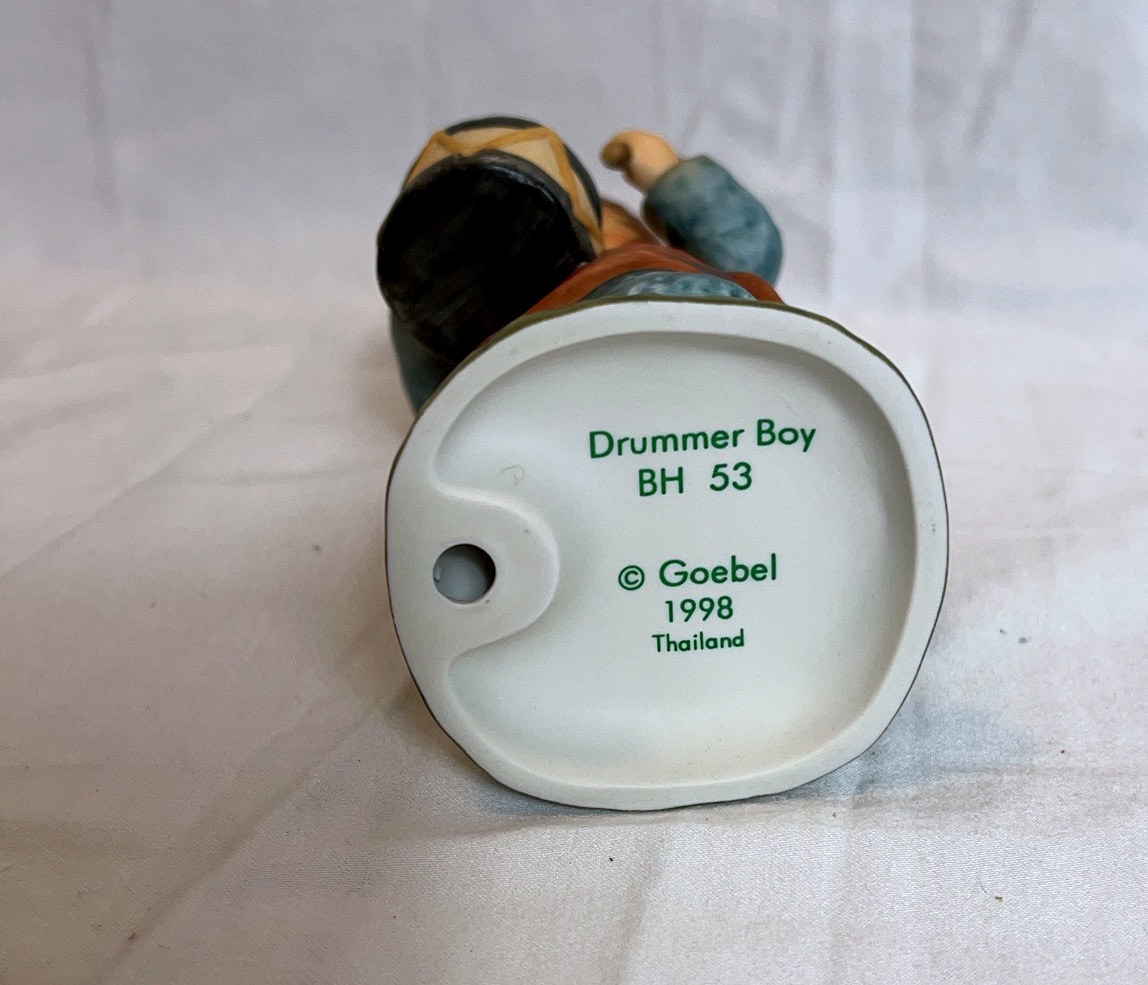 Drummer Boy
BH 53
© Goebel
1998
Thailand